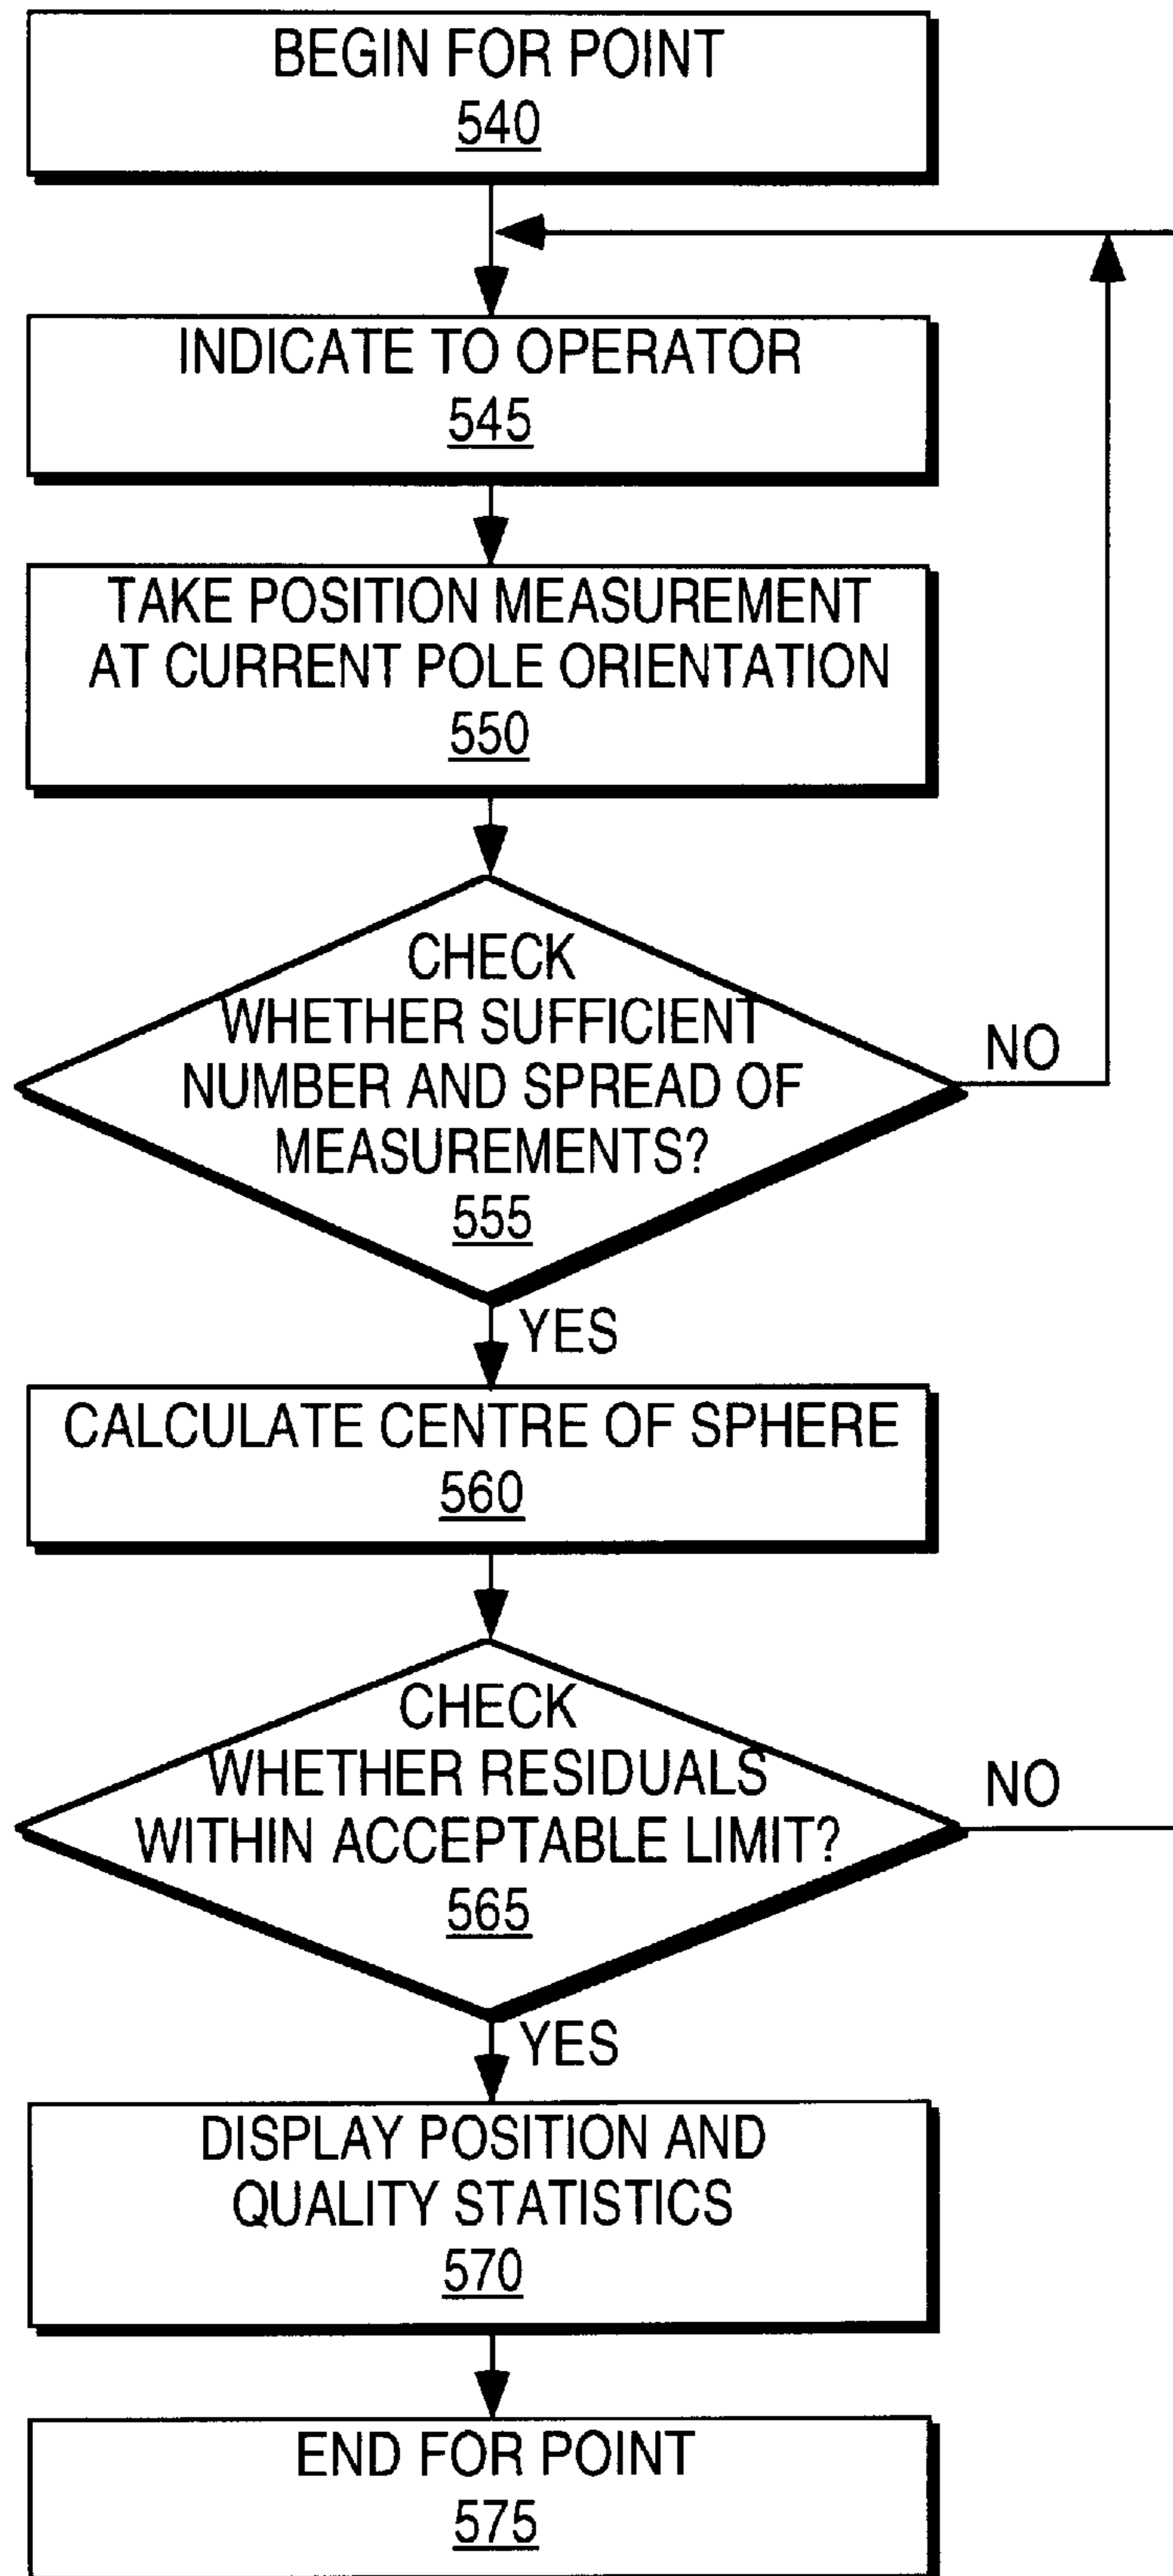 BEGIN FOR POINT
540
INDICATE TO OPERATOR
545
TAKE POSITION MEASUREMENT
AT CURRENT POLE ORIENTATION
550
CHECK
WHETHER SUFFICIENT
NUMBER AND SPREAD OF
MEASUREMENTS?
555
NO
YES
CALCULATE CENTRE OF SPHERE
560
CHECK
WHETHER RESIDUALS
WITHIN ACCEPTABLE LIMIT?
565
NO
YES
DISPLAY POSITION AND
QUALITY STATISTICS
570
END FOR POINT
575